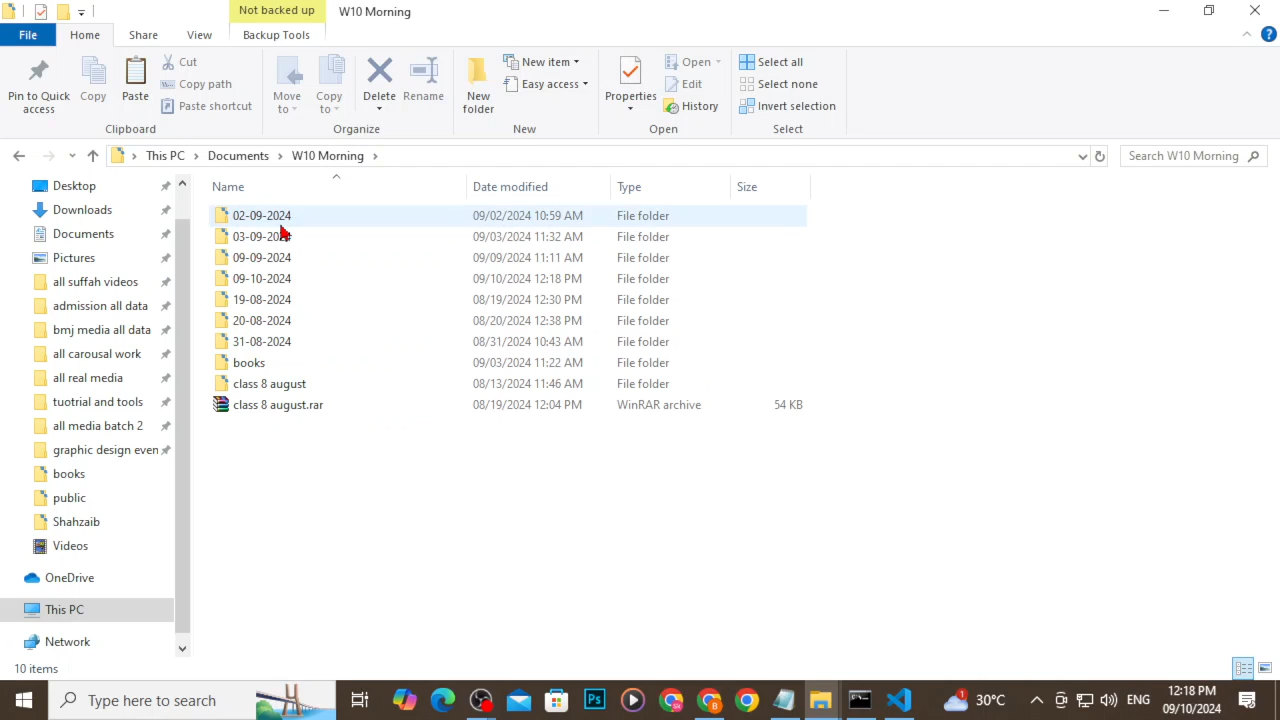 Not backed up
W10 Morning
File
Home
Share
View
Backup Tools
Pin to Quick access
Copy
Paste
Cut
Copy path
Paste shortcut
Clipboard
Move to
Copy to
Delete
Rename
Organize
New folder
New item
Easy access
New
Properties
Open
Edit
History
Open
Select all
Select none
Invert selection
Select
This PC > Documents > W10 Morning >
Search W10 Morning
Name Date modified Type Size
02-09-2024 09/02/2024 10:59 AM File folder
03-09-2024 09/03/2024 11:32 AM File folder
09-09-2024 09/09/2024 11:11 AM File folder
09-10-2024 09/10/2024 12:18 PM File folder
19-08-2024 08/19/2024 12:30 PM File folder
20-08-2024 08/20/2024 12:38 PM File folder
31-08-2024 08/31/2024 10:43 AM File folder
books 09/03/2024 11:22 AM File folder
class 8 august 08/13/2024 11:46 AM File folder
class 8 august.rar 08/19/2024 12:04 PM WinRAR archive 54 KB
Desktop
Downloads
Documents
Pictures
all suffah videos
admission all data
bmj media all data
all carousal work
all real media
tuotrial and tools
all media batch 2
graphic design even
books
public
Shahzaib
Videos
OneDrive
This PC
Network
10 items
Type here to search
Ps
1
30°C
ENG
12:18 PM
09/10/2024